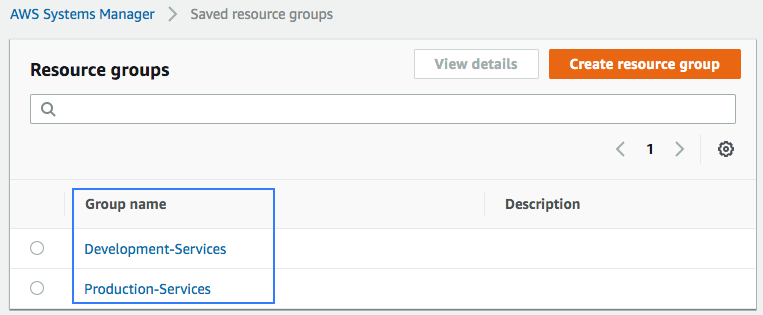 AWS Systems Manager > Saved resource groups
Resource groups
View details
Create resource group
1
Group name
Description
Development-Services
Production-Services